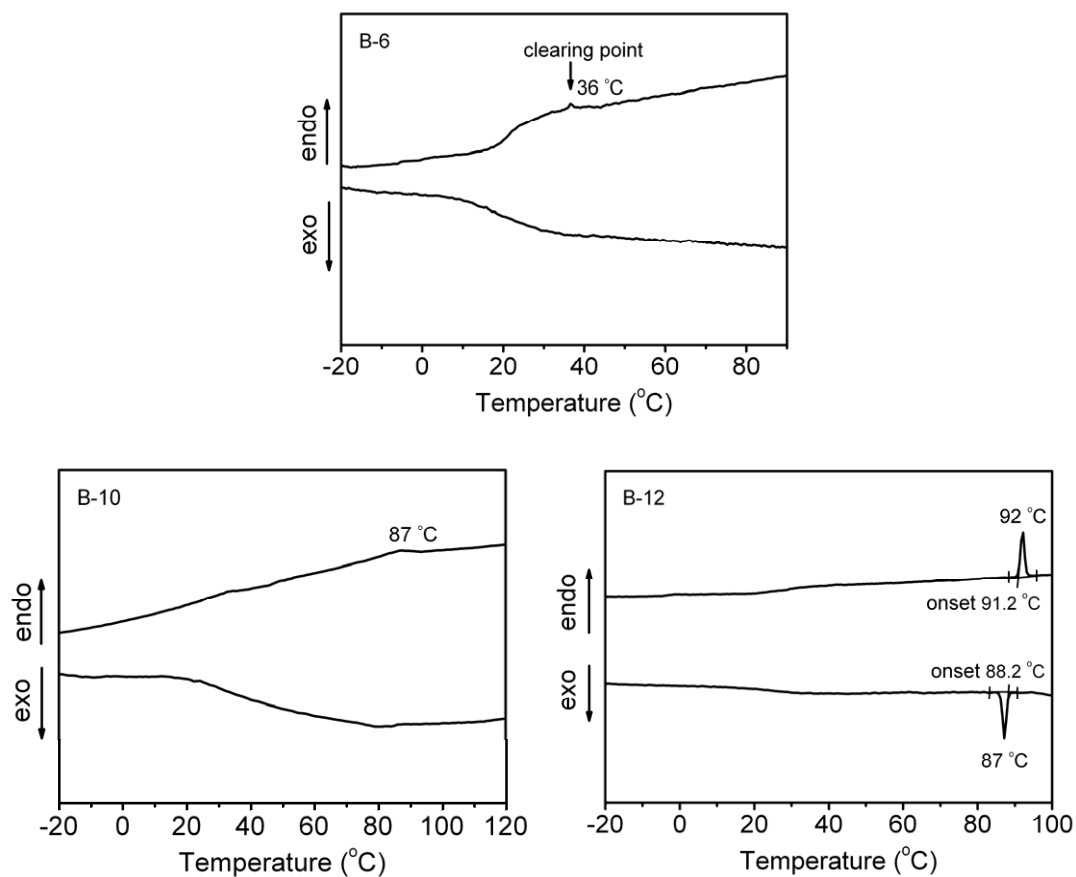 B-6
clearing point
36 °C
endo
exo
-20 0 20 40 60 80
Temperature (°C)
B-10
87 °C
endo
exo
-20 0 20 40 60 80 100 120
Temperature (°C)
B-12
92 °C
onset 91.2 °C
endo
onset 88.2 °C
exo
87 °C
-20 0 20 40 60 80 100
Temperature (°C)